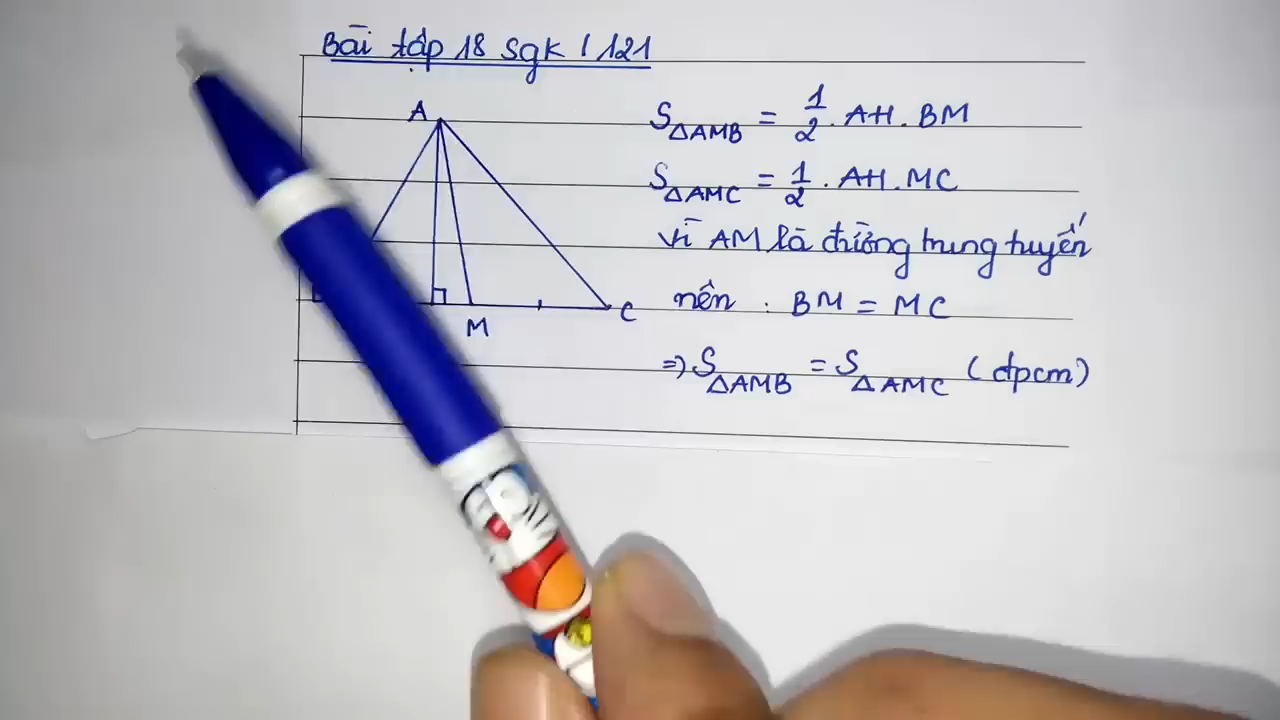 Bài tập 18 sgk / 121
A
M
C
S△AMB = 1/2 . AH . BM
S△AMC = 1/2 . AH . MC
Vì AM là đường trung tuyến
nên : BM = MC
=> S△AMB = S△AMC (đpcm)